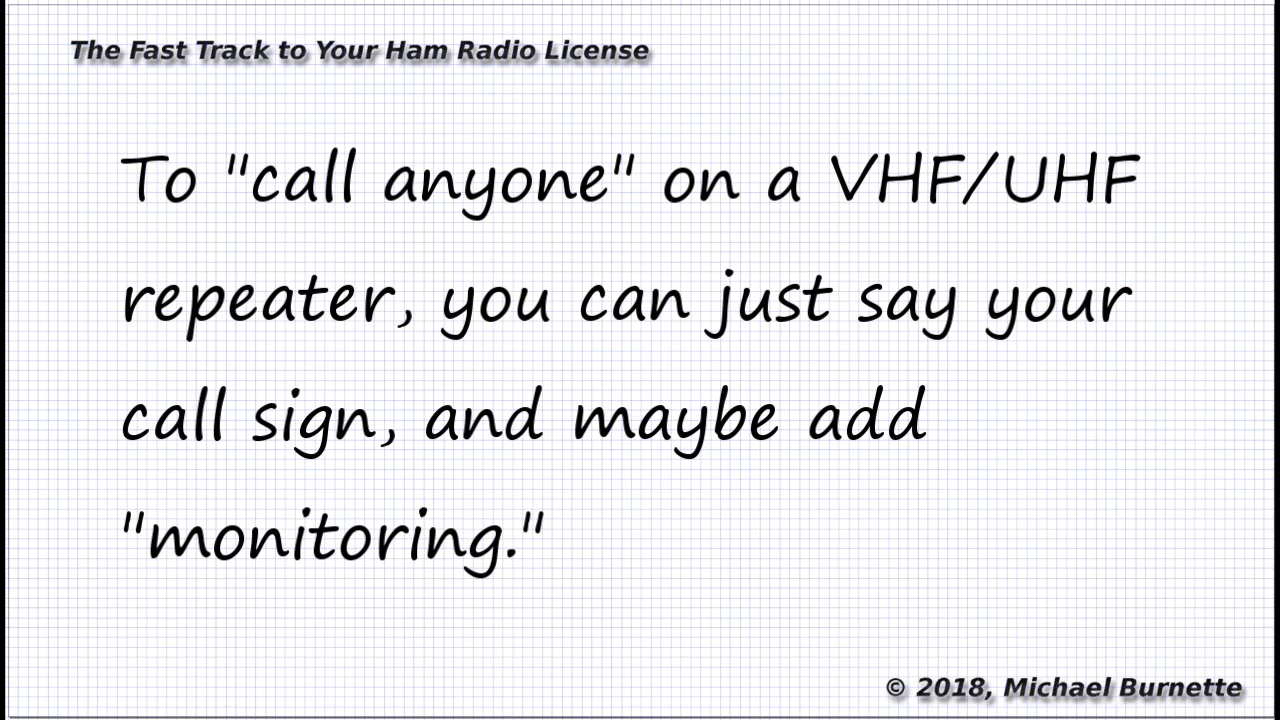 The Fast Track to Your Ham Radio License
To "call anyone" on a VHF/UHF
repeater, you can just say your
call sign, and maybe add
"monitoring."
© 2018, Michael Burnette